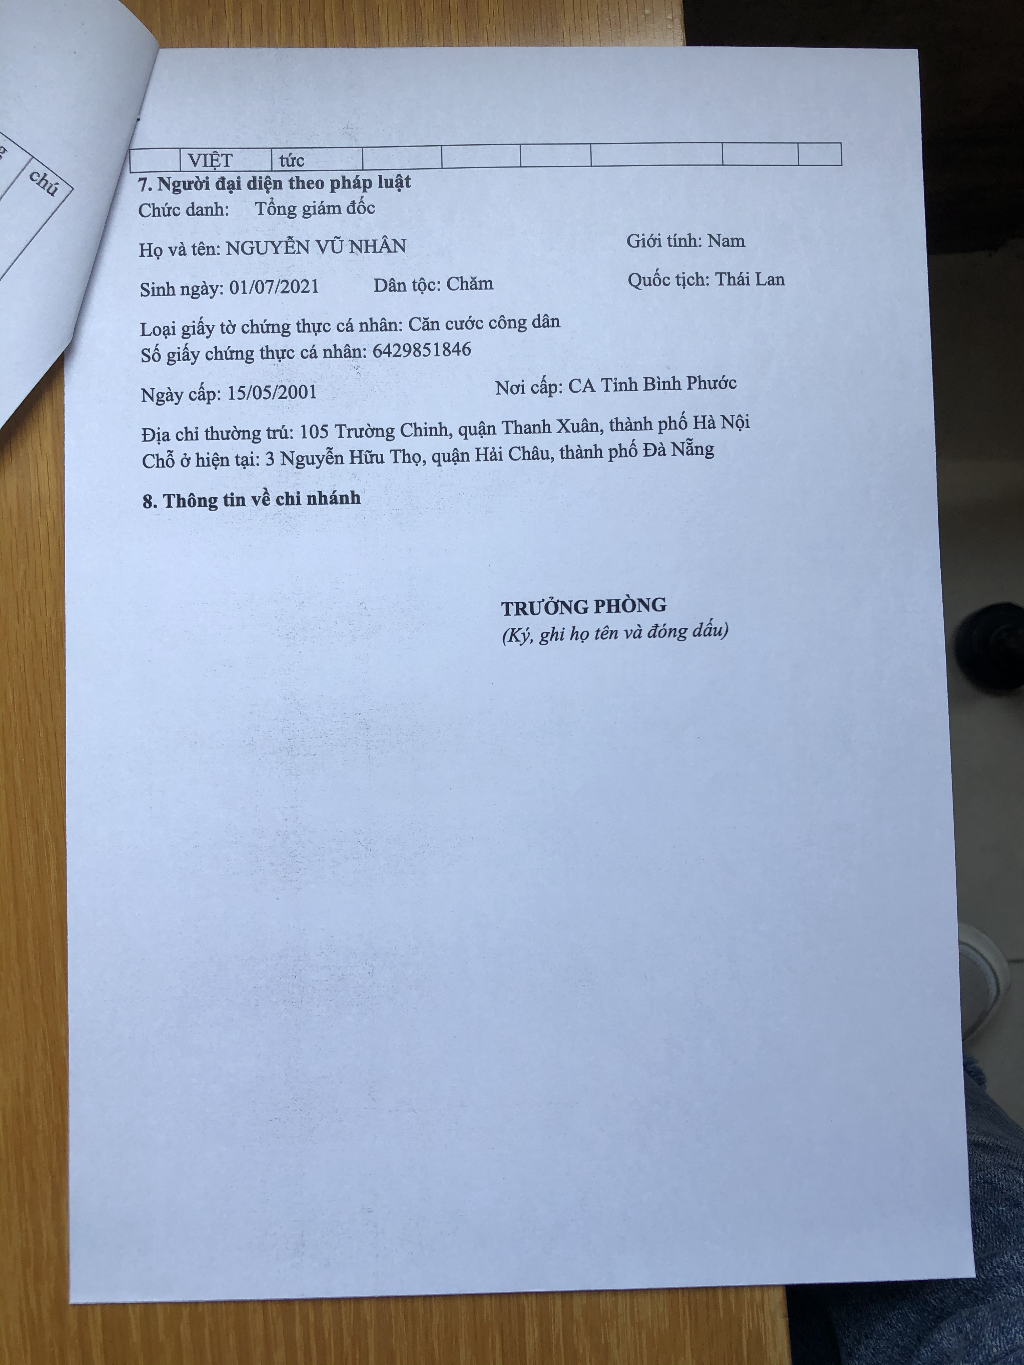 chú
VIỆT tức
7. Người đại diện theo pháp luật
Chức danh: Tổng giám đốc
Họ và tên: NGUYỄN VŨ NHÂN Giới tính: Nam
Sinh ngày: 01/07/2021 Dân tộc: Chăm Quốc tịch: Thái Lan
Loại giấy tờ chứng thực cá nhân: Căn cước công dân
Số giấy chứng thực cá nhân: 6429851846
Ngày cấp: 15/05/2001 Nơi cấp: CA Tỉnh Bình Phước
Địa chỉ thường trú: 105 Trường Chinh, quận Thanh Xuân, thành phố Hà Nội
Chỗ ở hiện tại: 3 Nguyễn Hữu Thọ, quận Hải Châu, thành phố Đà Nẵng
8. Thông tin về chi nhánh
TRƯỞNG PHÒNG
(Ký, ghi họ tên và đóng dấu)